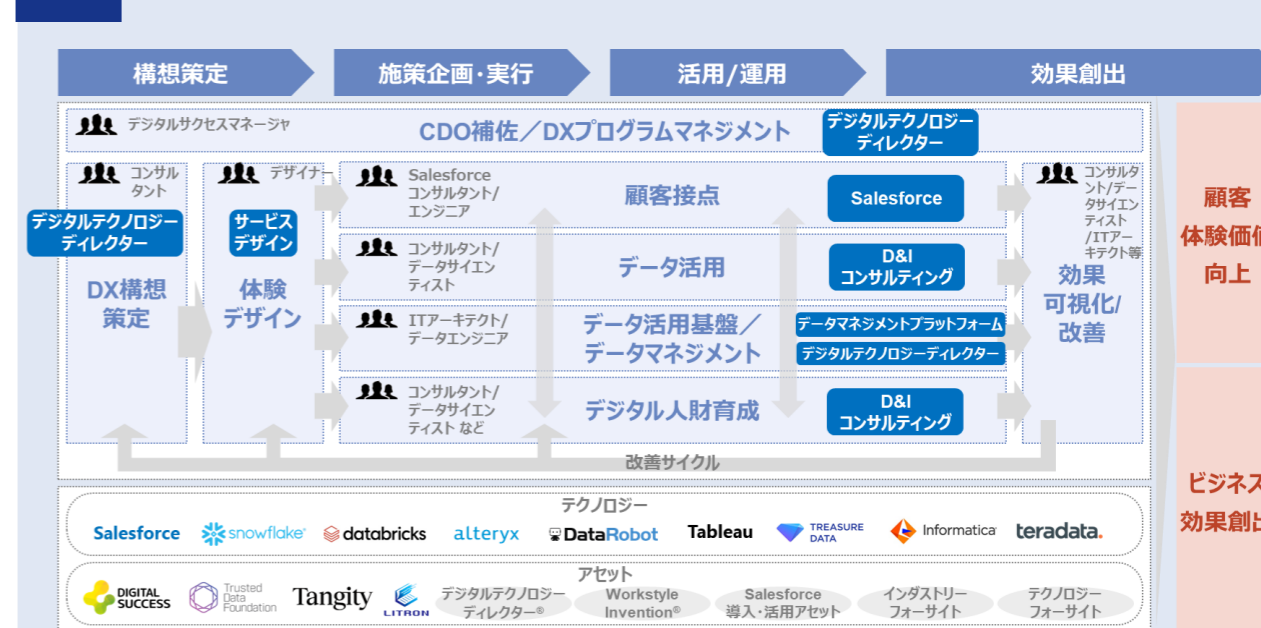 構想策定
施策企画・実行
活用/運用
効果創出
デジタルサクセスマネージャ
CDO補佐／DXプログラムマネジメント
デジタルテクノロジー
ディレクター
コンサル
タント
デジタルテクノロジー
ディレクター
DX構想
策定
デザイナー
サービス
デザイン
体験
デザイン
Salesforce
コンサルタント/
エンジニア
顧客接点
Salesforce
コンサルタント/
データサイエン
ティスト
データ活用
D&I
コンサルティング
ITアーキテクト/
データエンジニア
データ活用基盤／
データマネジメント
データマネジメントプラットフォーム
デジタルテクノロジーディレクター
コンサルタント/
データサイエン
ティスト など
デジタル人財育成
D&I
コンサルティング
コンサルタ
ント/デー
タサイエン
ティスト
/ITアー
キテクト等
効果
可視化/
改善
改善サイクル
顧客
体験価値
向上
ビジネス
効果創出
テクノロジー
Salesforce
snowflake
databricks
alteryx
DataRobot
Tableau
TREASURE
DATA
Informatica
teradata.
アセット
DIGITAL
SUCCESS
Trusted
Data
Foundation
Tangity
LITRON
デジタルテクノロジー
ディレクター®
Workstyle
Invention®
Salesforce
導入・活用アセット
インダストリー
フォーサイト
テクノロジー
フォーサイト